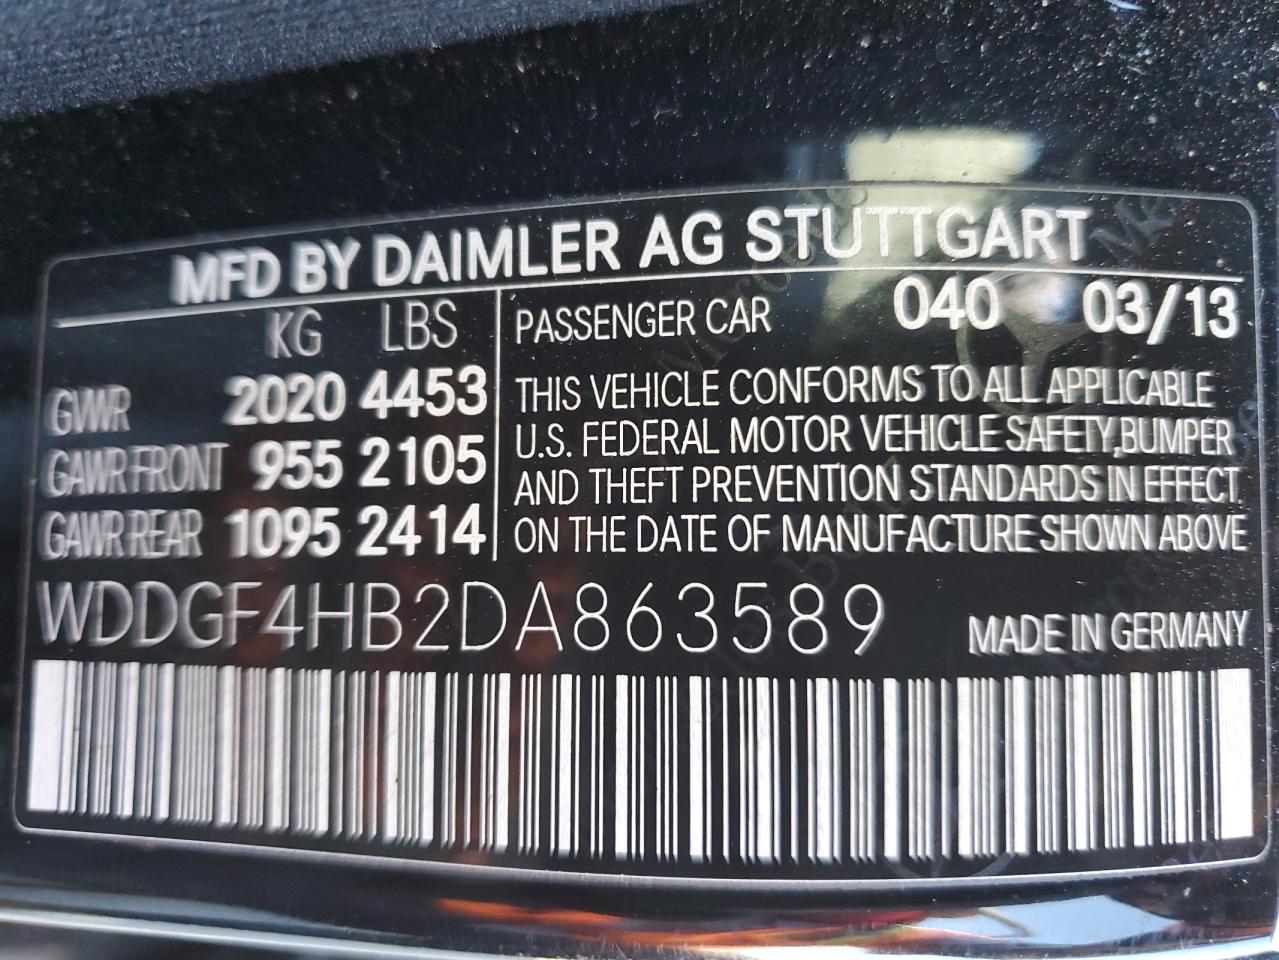 MFD BY DAIMLER AG STUTTGART
KG LBS
GVWR 2020 4453
GAWR FRONT 955 2105
GAWR REAR 1095 2414
PASSENGER CAR 040 03/13
THIS VEHICLE CONFORMS TO ALL APPLICABLE
U.S. FEDERAL MOTOR VEHICLE SAFETY,BUMPER
AND THEFT PREVENTION STANDARDS IN EFFECT
ON THE DATE OF MANUFACTURE SHOWN ABOVE
WDDGF4HB2DA863589
MADE IN GERMANY